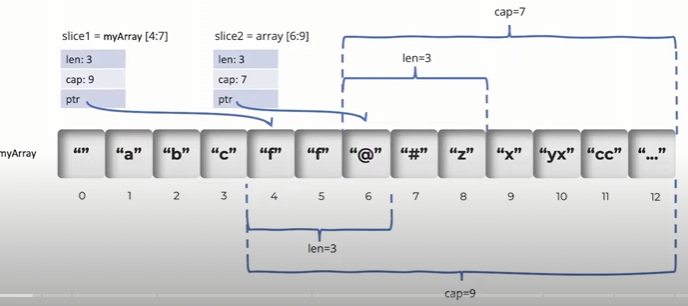 cap=7
slice1 = myArray [4:7]
slice2 = array [6:9]
len: 3
cap: 9
ptr
len: 3
cap: 7
ptr
len=3
myArray
“” “a” “b” “c” “f” “f” “@” “#” “z” “x” “yx” “cc” “...”
0 1 2 3 4 5 6 7 8 9 10 11 12
len=3
cap=9